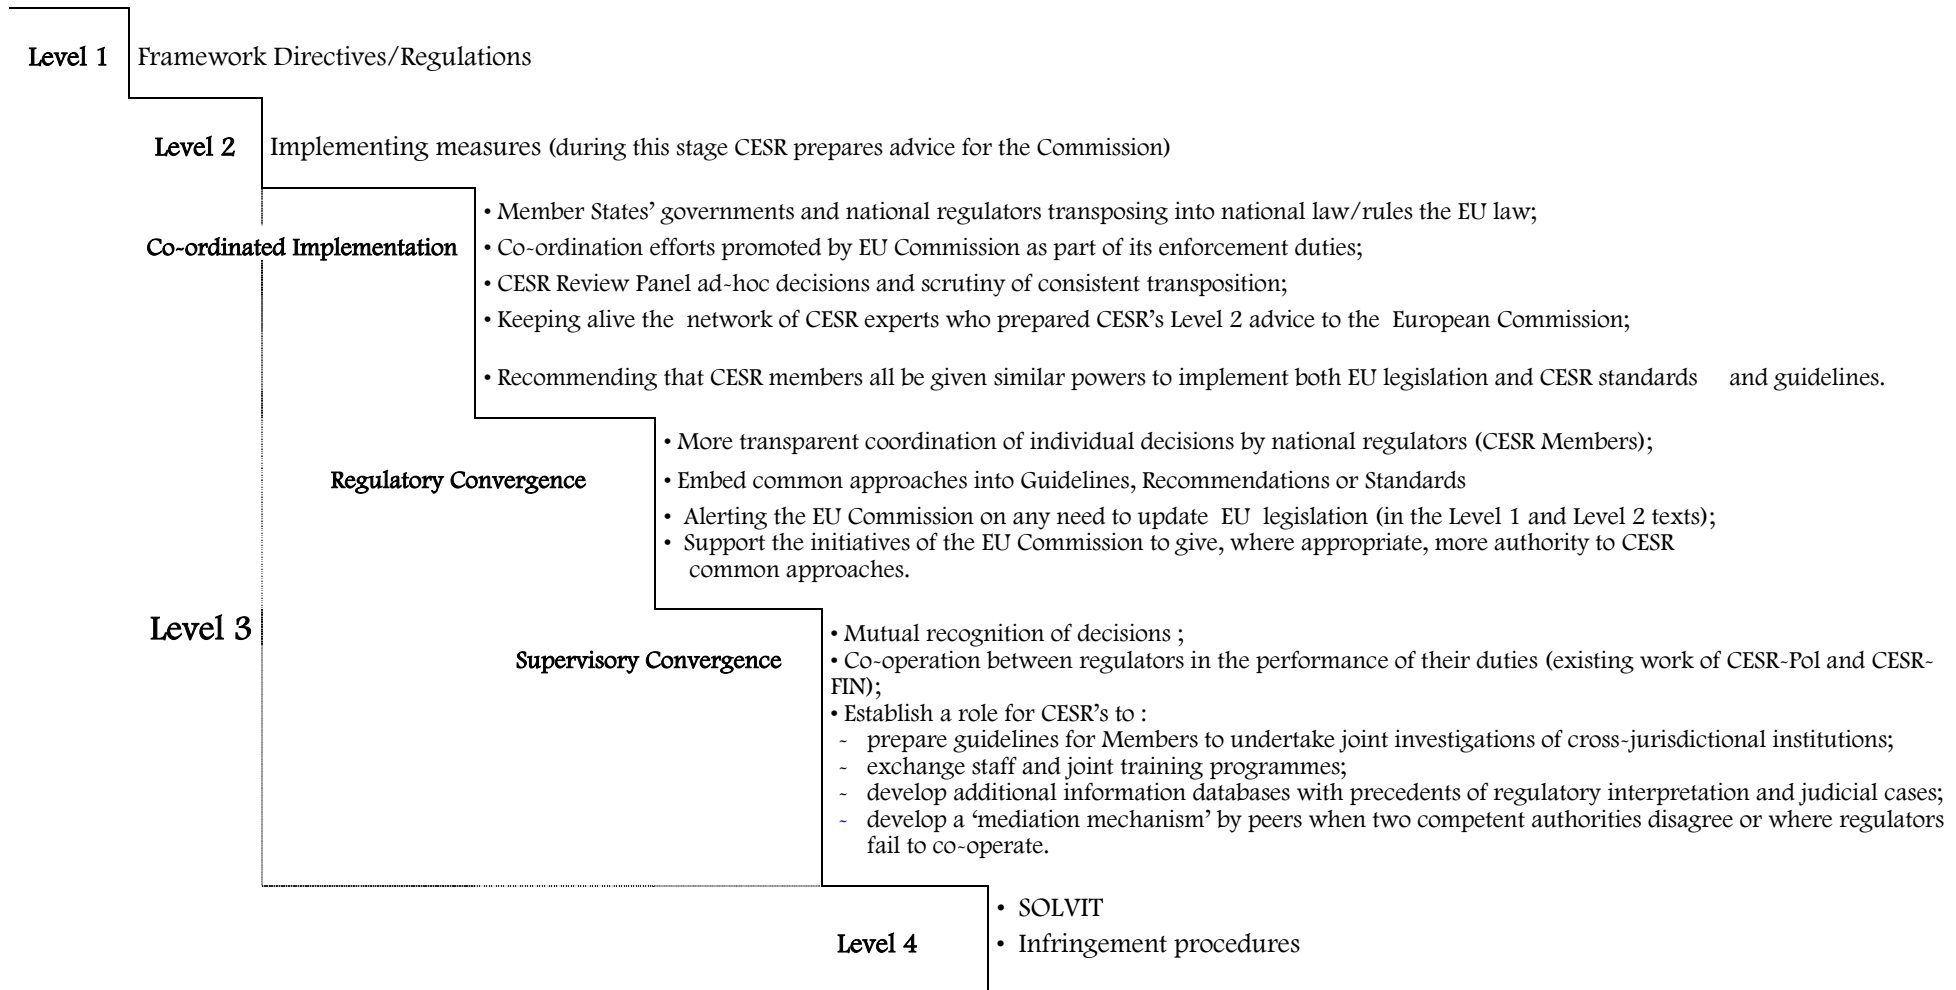 Level 1 Framework Directives/Regulations
Level 2 Implementing measures (during this stage CESR prepares advice for the Commission)
• Member States’ governments and national regulators transposing into national law/rules the EU law;
Co-ordinated Implementation • Co-ordination efforts promoted by EU Commission as part of its enforcement duties;
• CESR Review Panel ad-hoc decisions and scrutiny of consistent transposition;
• Keeping alive the network of CESR experts who prepared CESR’s Level 2 advice to the European Commission;
• Recommending that CESR members all be given similar powers to implement both EU legislation and CESR standards and guidelines.
• More transparent coordination of individual decisions by national regulators (CESR Members);
Regulatory Convergence • Embed common approaches into Guidelines, Recommendations or Standards
• Alerting the EU Commission on any need to update EU legislation (in the Level 1 and Level 2 texts);
• Support the initiatives of the EU Commission to give, where appropriate, more authority to CESR
common approaches.
Level 3
• Mutual recognition of decisions ;
Supervisory Convergence • Co-operation between regulators in the performance of their duties (existing work of CESR-Pol and CESR-
FIN);
• Establish a role for CESR’s to :
- prepare guidelines for Members to undertake joint investigations of cross-jurisdictional institutions;
- exchange staff and joint training programmes;
- develop additional information databases with precedents of regulatory interpretation and judicial cases;
- develop a ‘mediation mechanism’ by peers when two competent authorities disagree or where regulators
fail to co-operate.
• SOLVIT
Level 4 • Infringement procedures